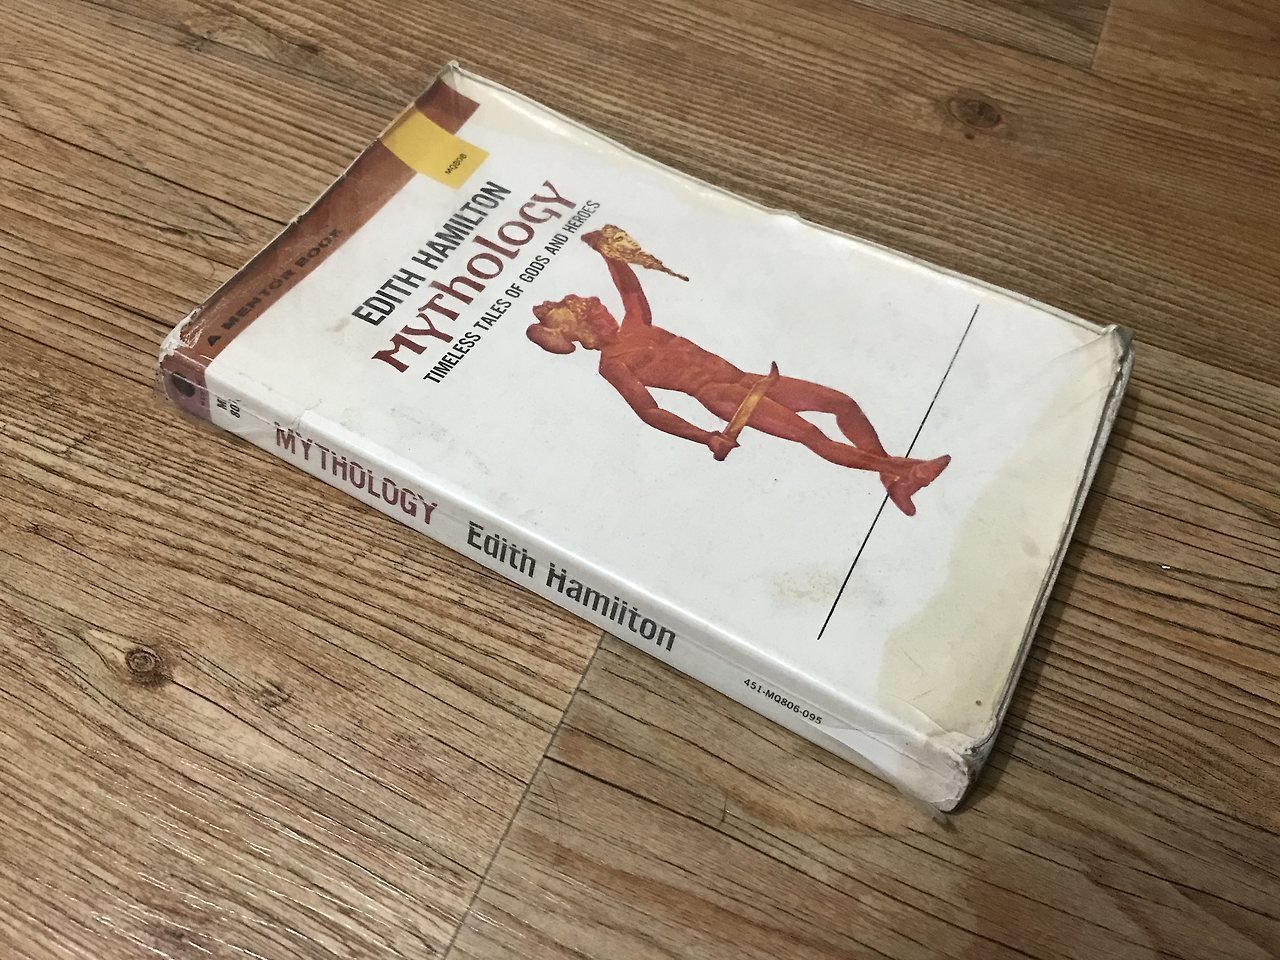 A MENTOR BOOK
MQ806
EDITH HAMILTON
MYThOLOGY
TIMELESS TALES OF GODS AND HEROES
MYTHOLOGY Edith Hamilton
451-MQ806-095